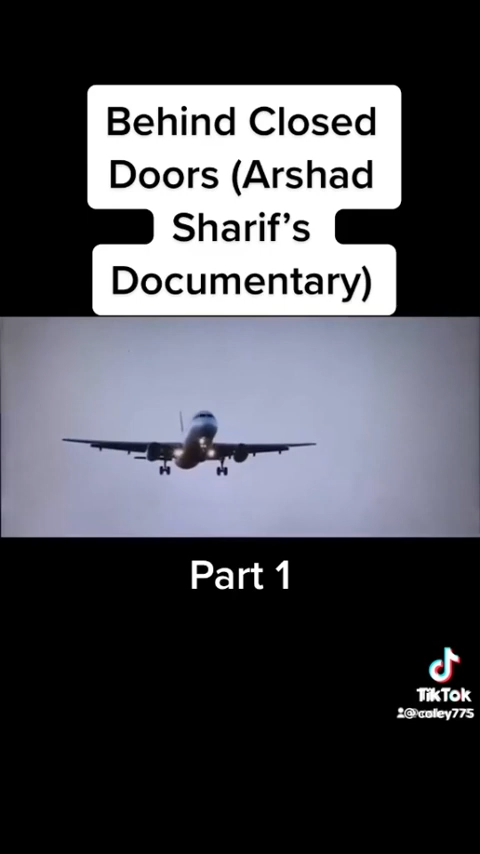 Behind Closed
Doors (Arshad
Sharif’s
Documentary)
Part 1
TikTok
@colley775